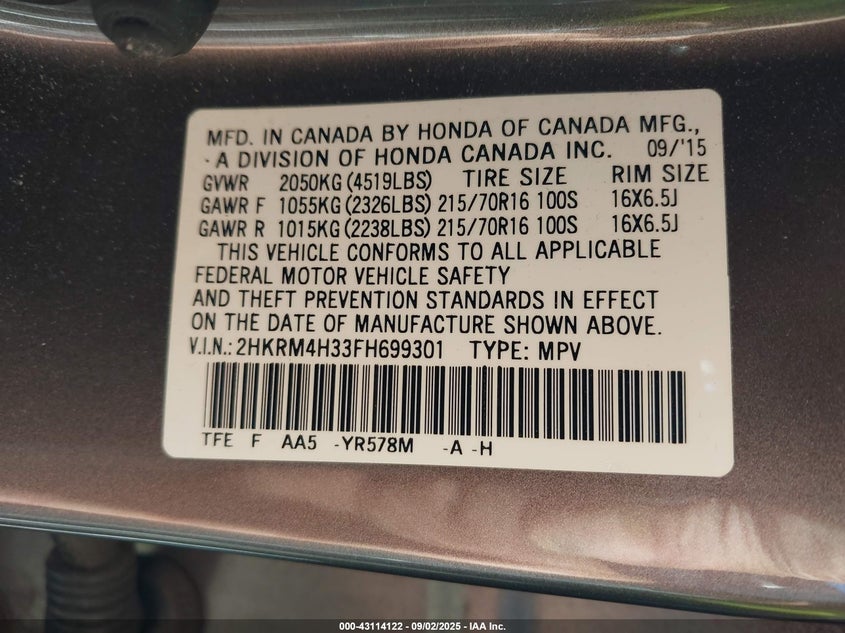 MFD. IN CANADA BY HONDA OF CANADA MFG.,
- A DIVISION OF HONDA CANADA INC. 09/'15
GVWR 2050KG (4519LBS) TIRE SIZE RIM SIZE
GAWR F 1055KG (2326LBS) 215/70R16 100S 16X6.5J
GAWR R 1015KG (2238LBS) 215/70R16 100S 16X6.5J
THIS VEHICLE CONFORMS TO ALL APPLICABLE
FEDERAL MOTOR VEHICLE SAFETY
AND THEFT PREVENTION STANDARDS IN EFFECT
ON THE DATE OF MANUFACTURE SHOWN ABOVE.
V.I.N.: 2HKRM4H33FH699301 TYPE: MPV
TFE F AA5 -YR578M -A -H
000-43114122 - 09/02/2025 - IAA Inc.